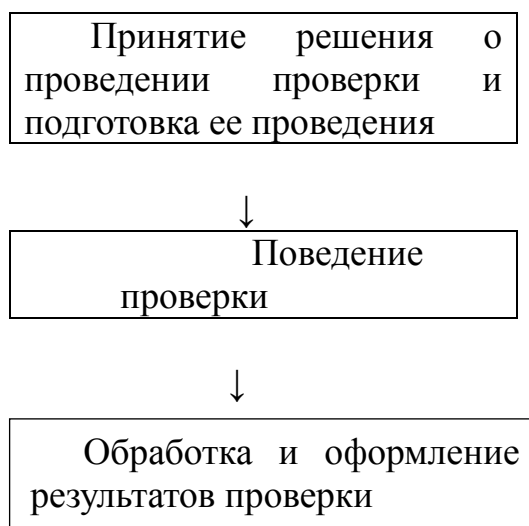 Принятие решения о
проведении проверки и
подготовка ее проведения
↓
Поведение
проверки
↓
Обработка и оформление
результатов проверки